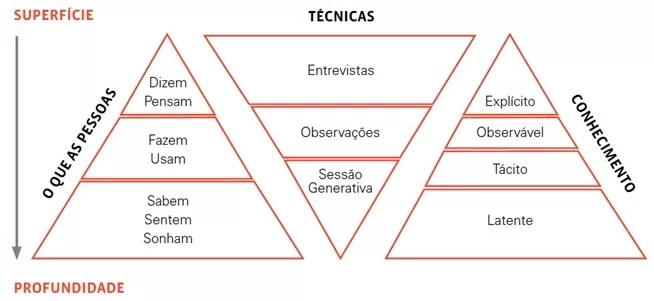 SUPERFÍCIE
TÉCNICAS
O QUE AS PESSOAS
Dizem
Pensam
Fazem
Usam
Sabem
Sentem
Sonham
Entrevistas
Observações
Sessão
Generativa
Explícito
Observável
Tácito
Latente
CONHECIMENTO
PROFUNDIDADE